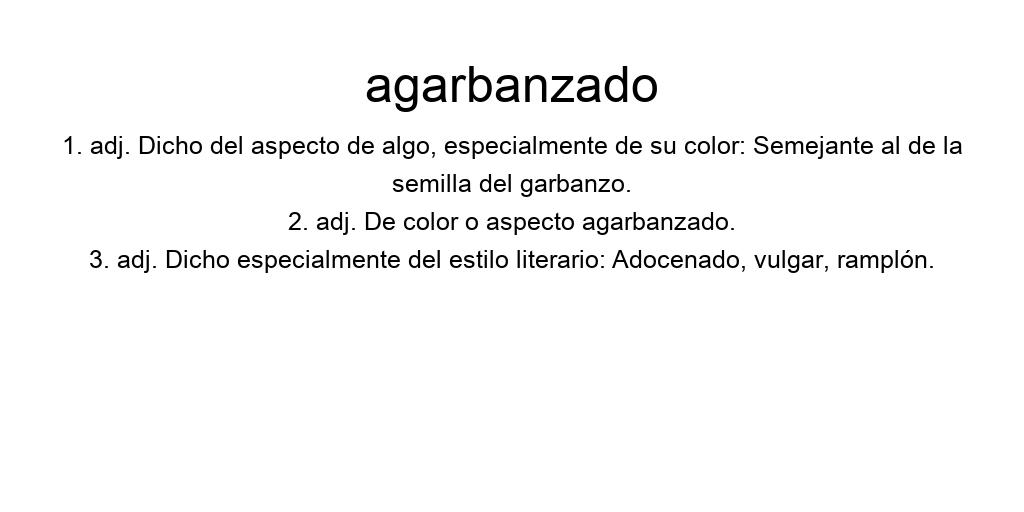 agarbanzado
1. adj. Dicho del aspecto de algo, especialmente de su color: Semejante al de la
semilla del garbanzo.
2. adj. De color o aspecto agarbanzado.
3. adj. Dicho especialmente del estilo literario: Adocenado, vulgar, ramplón.